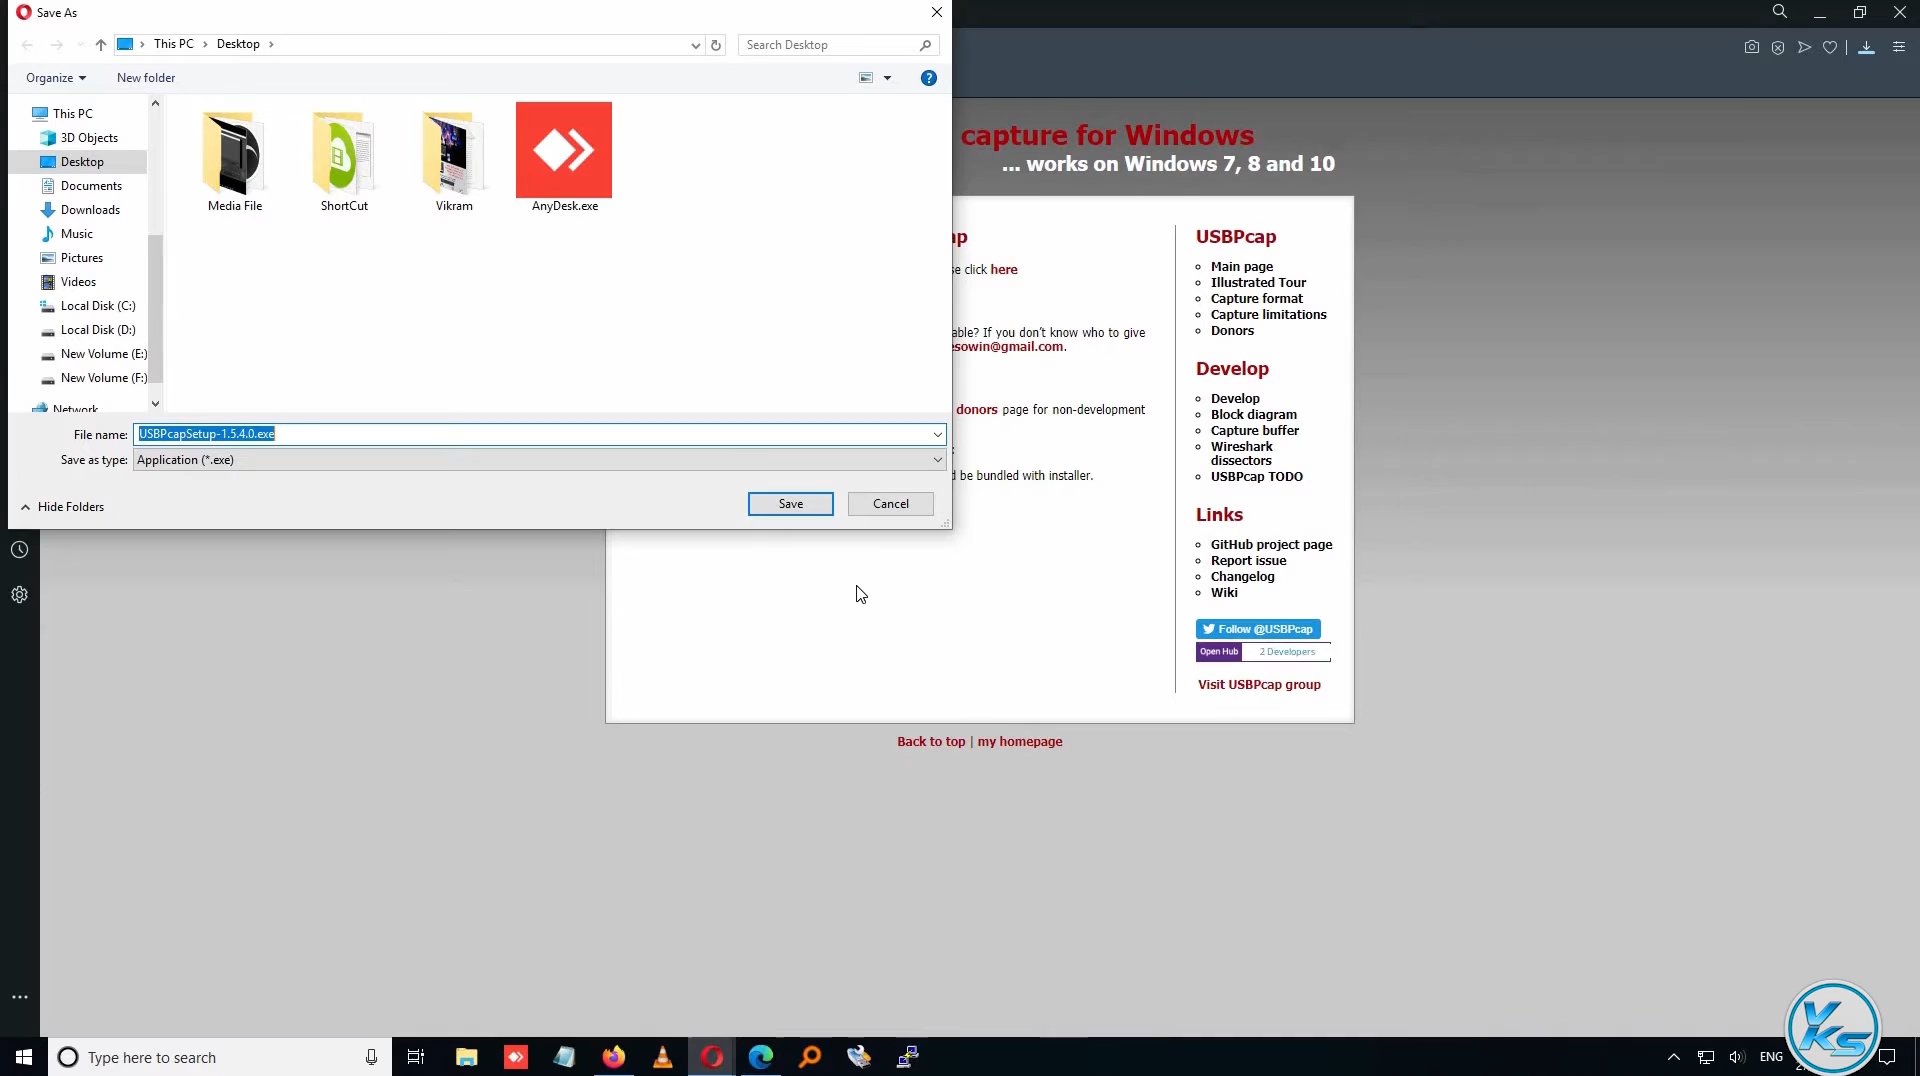 Save As
This PC
Desktop
Search Desktop
Organize
New folder
This PC
3D Objects
Desktop
Documents
Downloads
Music
Pictures
Videos
Local Disk (C:)
Local Disk (D:)
New Volume (E:)
New Volume (F:)
Network
Media File
ShortCut
Vikram
AnyDesk.exe
File name: USBPcapSetup-1.5.4.0.exe
Save as type: Application (*.exe)
Hide Folders
Save
Cancel
capture for Windows
... works on Windows 7, 8 and 10
ap
se click here
able? If you don't know who to give
esowin@gmail.com.
donors page for non-development
d be bundled with installer.
USBPcap
Main page
Illustrated Tour
Capture format
Capture limitations
Donors
Develop
Develop
Block diagram
Capture buffer
Wireshark
dissectors
USBPcap TODO
Links
GitHub project page
Report issue
Changelog
Wiki
Follow @USBPcap
Open Hub 2 Developers
Visit USBPcap group
Back to top | my homepage
Type here to search
ENG
YKS